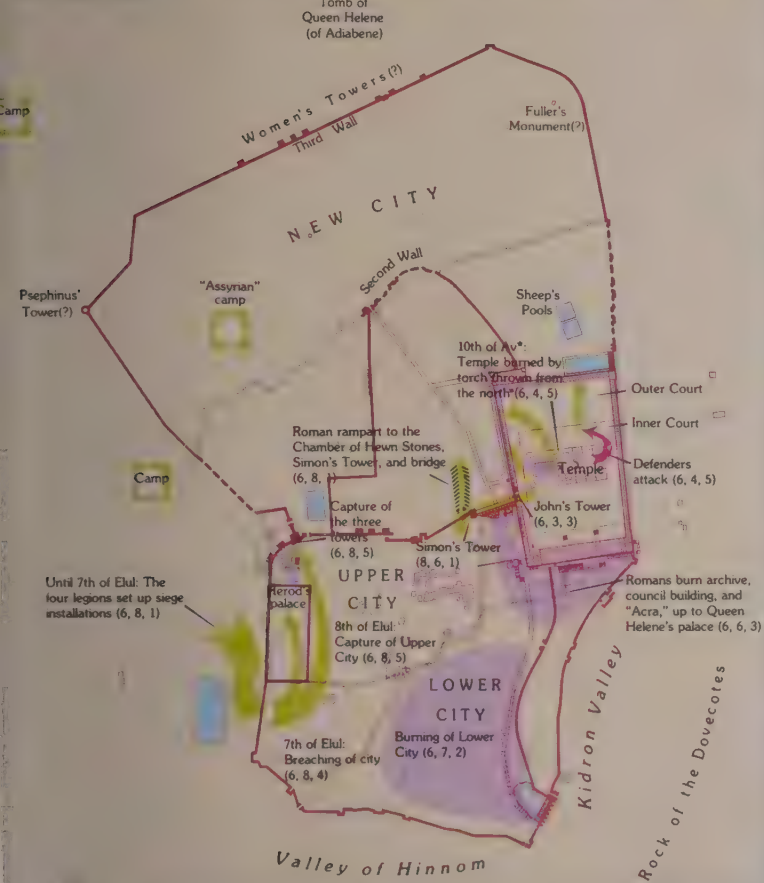 Tomb of
Queen Helene
(of Adiabene)
Camp
Women's Towers(?)
Third Wall
Fuller's
Monument(?)
NEW CITY
Second Wall
Psephinus'
Tower(?)
"Assyrian"
camp
Sheep's
Pools
10th of Av*:
Temple burned by
torch thrown from
the north*(6, 4, 5)
Outer Court
Inner Court
Roman rampart to the
Chamber of Hewn Stones,
Simon's Tower, and bridge
(6, 8, 1)
Temple
Defenders
attack (6, 4, 5)
Camp
Capture of
the three
towers
(6, 8, 5)
John's Tower
(6, 3, 3)
Simon's Tower
(8, 6, 1)
Until 7th of Elul: The
four legions set up siege
installations (6, 8, 1)
Herod's
palace
UPPER
CITY
8th of Elul:
Capture of Upper
City (6, 8, 5)
Romans burn archive,
council building, and
"Acra," up to Queen
Helene's palace (6, 6, 3)
LOWER
CITY
Burning of Lower
City (6, 7, 2)
7th of Elul:
Breaching of city
(6, 8, 4)
Kidron Valley
Rock of the Dovecotes
Valley of Hinnom